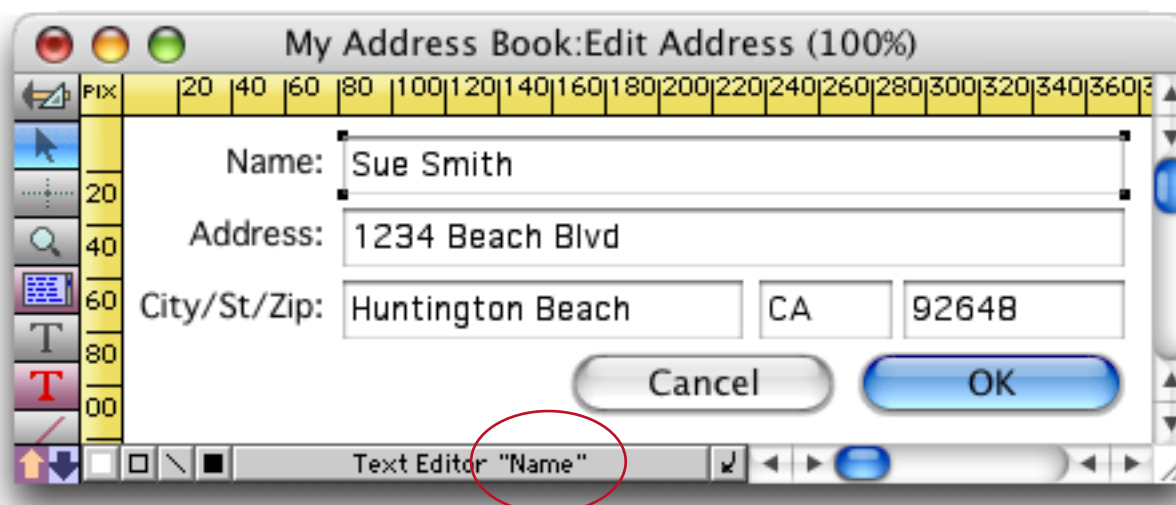 My Address Book:Edit Address (100%)
PIX 20 40 60 80 100 120 140 160 180 200 220 240 260 280 300 320 340 360
Name: Sue Smith
20
Address: 1234 Beach Blvd
40
City/St/Zip: Huntington Beach CA 92648
60
T
80
Cancel OK
T
00
Text Editor "Name"